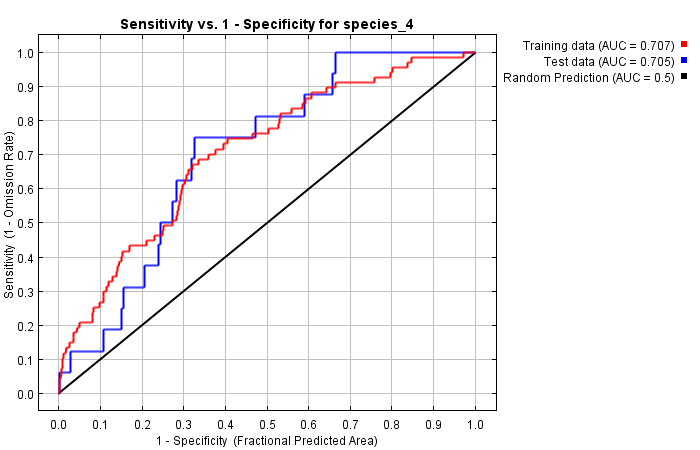 Sensitivity vs. 1 - Specificity for species_4
Training data (AUC = 0.707)
Test data (AUC = 0.705)
Random Prediction (AUC = 0.5)
Sensitivity (1 - Omission Rate)
1.0
0.9
0.8
0.7
0.6
0.5
0.4
0.3
0.2
0.1
0.0
0.0 0.1 0.2 0.3 0.4 0.5 0.6 0.7 0.8 0.9 1.0
1 - Specificity (Fractional Predicted Area)